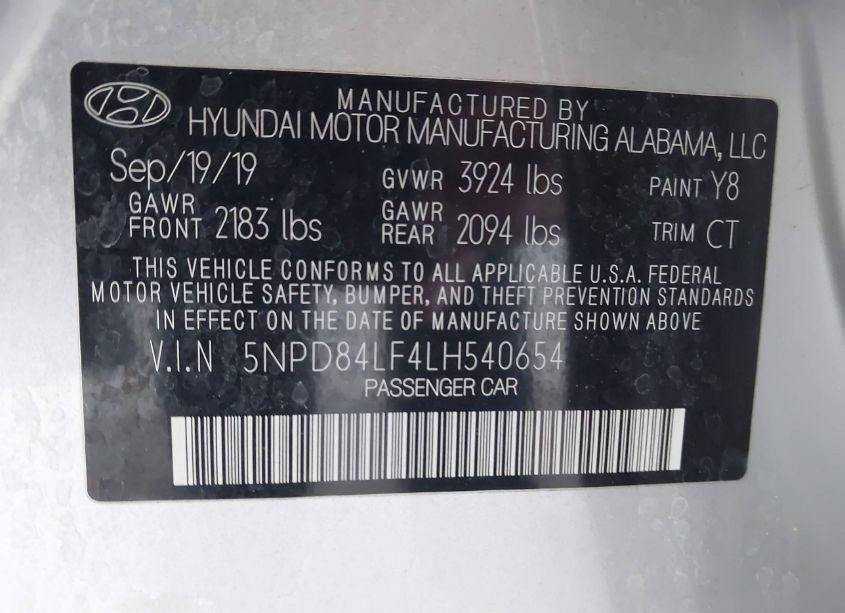 MANUFACTURED BY
HYUNDAI MOTOR MANUFACTURING ALABAMA, LLC
Sep/19/19 GVWR 3924 lbs PAINT Y8
GAWR FRONT 2183 lbs GAWR REAR 2094 lbs TRIM CT
THIS VEHICLE CONFORMS TO ALL APPLICABLE U.S.A. FEDERAL
MOTOR VEHICLE SAFETY, BUMPER, AND THEFT PREVENTION STANDARDS
IN EFFECT ON THE DATE OF MANUFACTURE SHOWN ABOVE
V.I.N 5NPD84LF4LH540654
PASSENGER CAR